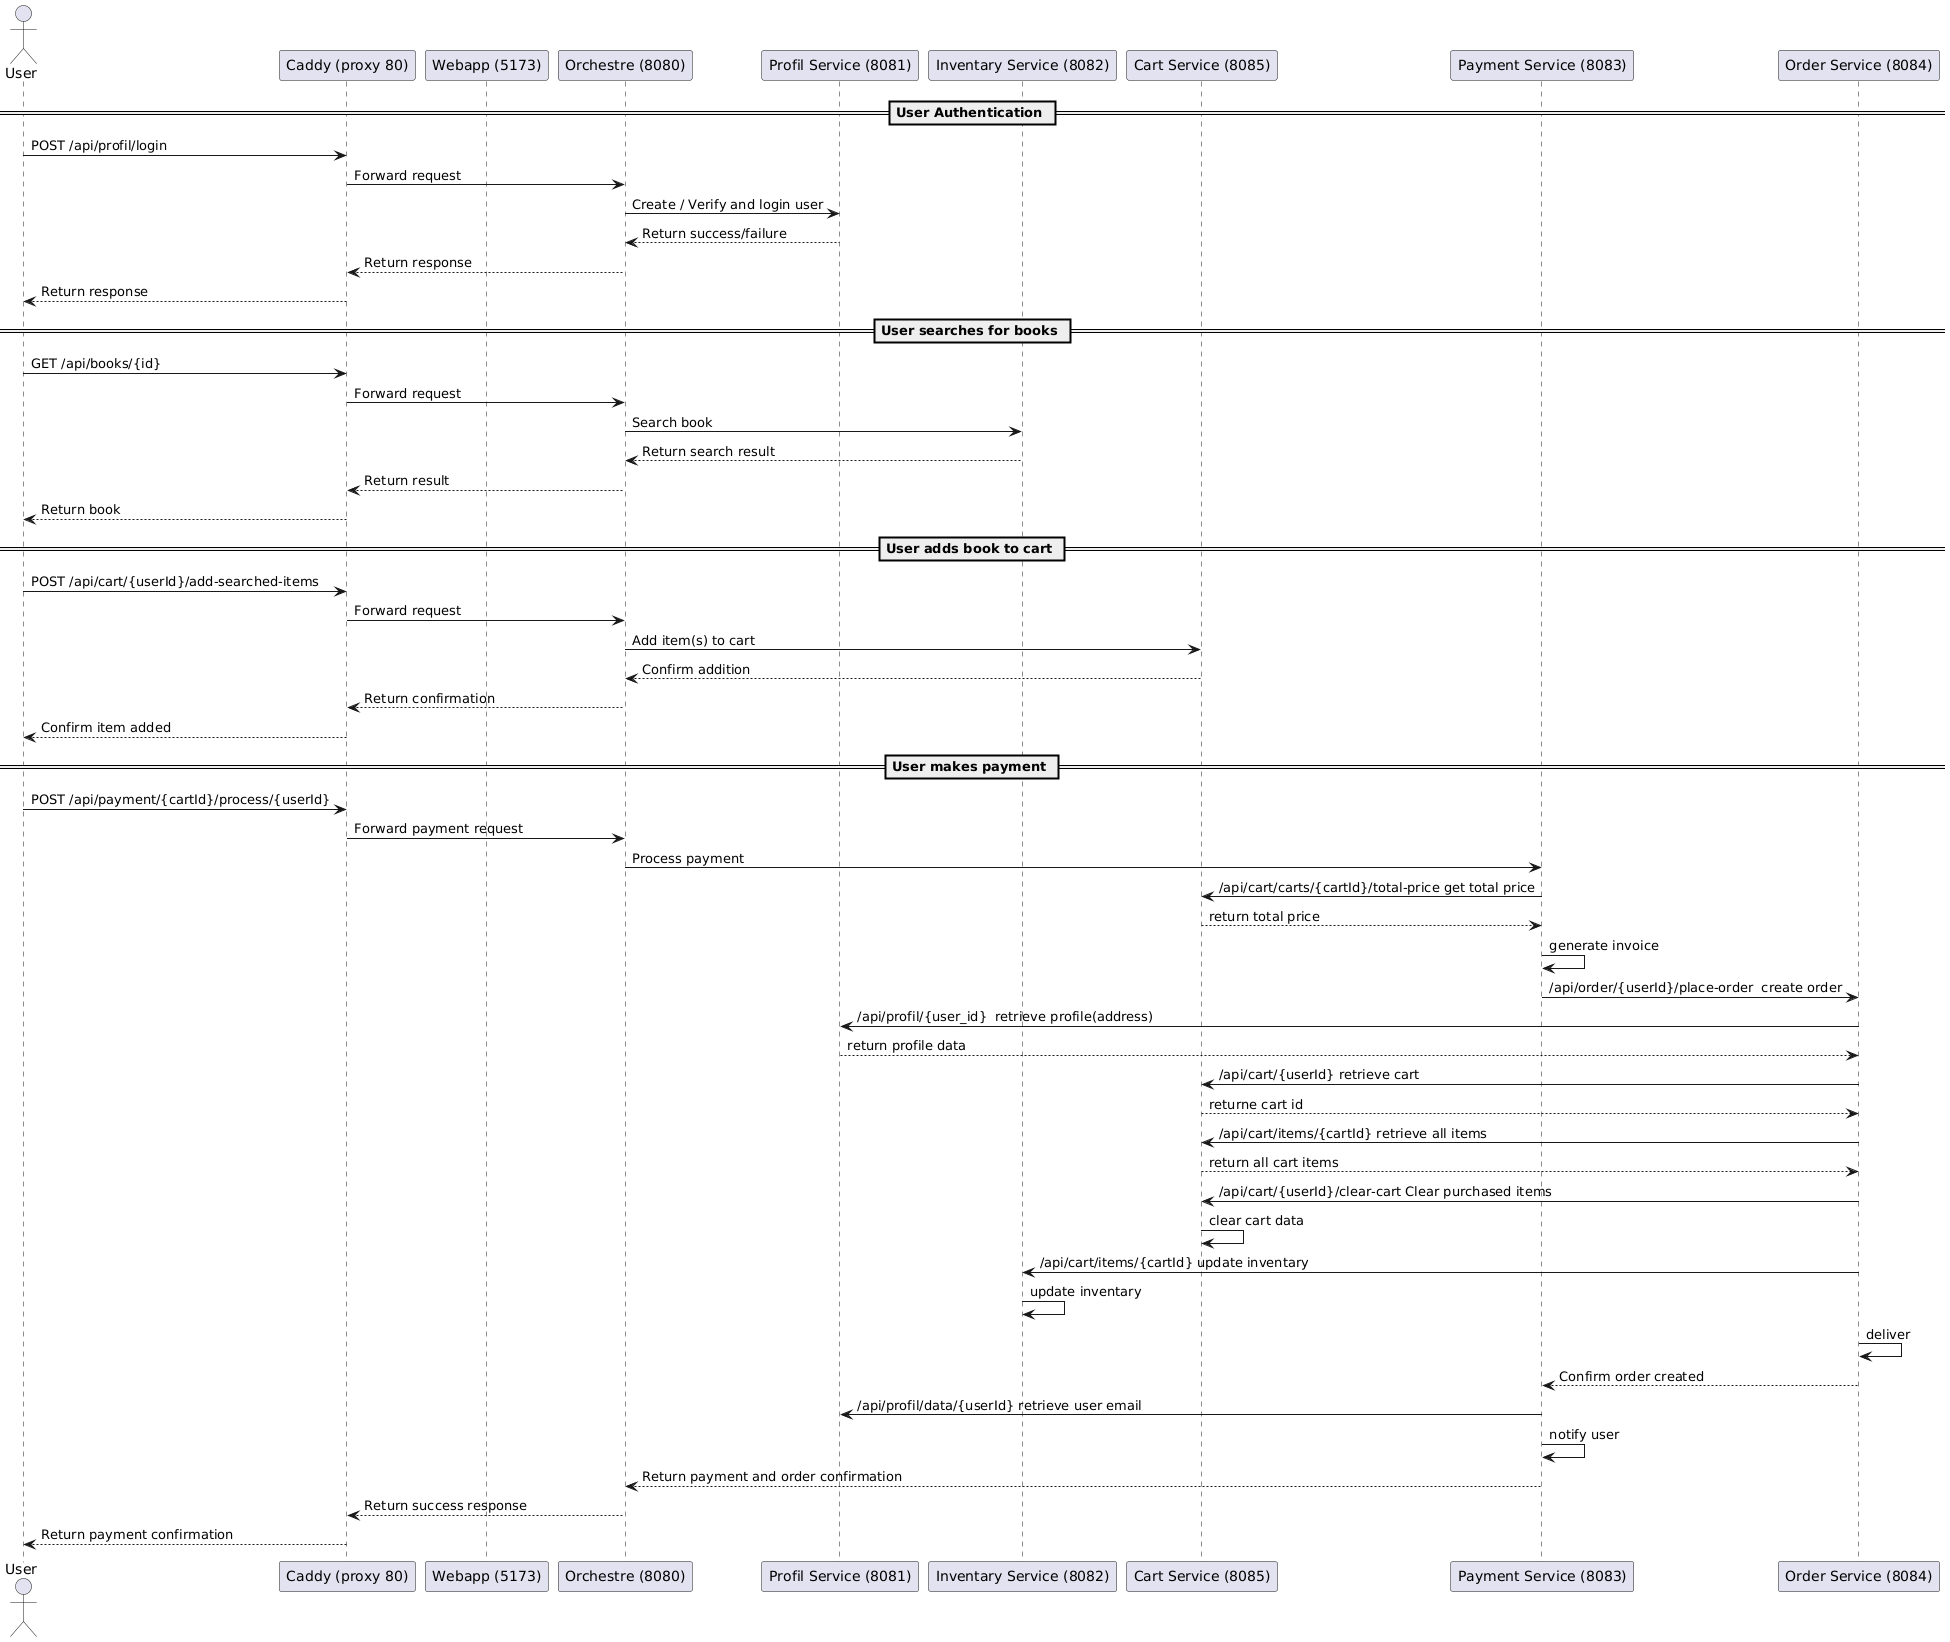 User
Caddy (proxy 80)
Webapp (5173)
Orchestre (8080)
Profil Service (8081)
Inventary Service (8082)
Cart Service (8085)
Payment Service (8083)
Order Service (8084)
User Authentication
POST /api/profil/login
Forward request
Create / Verify and login user
Return success/failure
Return response
Return response
User searches for books
GET /api/books/{id}
Forward request
Search book
Return search result
Return result
Return book
User adds book to cart
POST /api/cart/{userId}/add-searched-items
Forward request
Add item(s) to cart
Confirm addition
Return confirmation
Confirm item added
User makes payment
POST /api/payment/{cartId}/process/{userId}
Forward payment request
Process payment
/api/cart/carts/{cartId}/total-price get total price
return total price
generate invoice
/api/order/{userId}/place-order  create order
/api/profil/{user_id}  retrieve profile(address)
return profile data
/api/cart/{userId} retrieve cart
returne cart id
/api/cart/items/{cartId} retrieve all items
return all cart items
/api/cart/{userId}/clear-cart Clear purchased items
clear cart data
/api/cart/items/{cartId} update inventary
update inventary
deliver
Confirm order created
/api/profil/data/{userId} retrieve user email
notify user
Return payment and order confirmation
Return success response
Return payment confirmation
User
Caddy (proxy 80)
Webapp (5173)
Orchestre (8080)
Profil Service (8081)
Inventary Service (8082)
Cart Service (8085)
Payment Service (8083)
Order Service (8084)